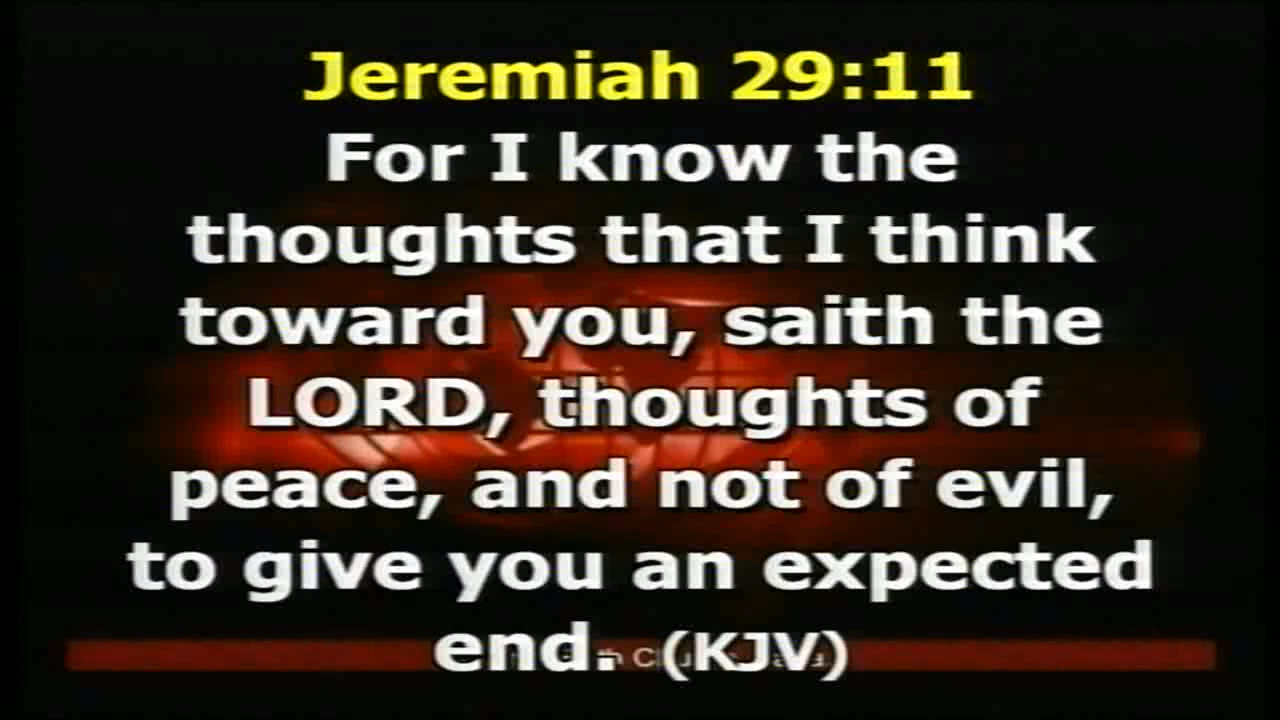 Jeremiah 29:11
For I know the
thoughts that I think
toward you, saith the
LORD, thoughts of
peace, and not of evil,
to give you an expected
end. (KJV)